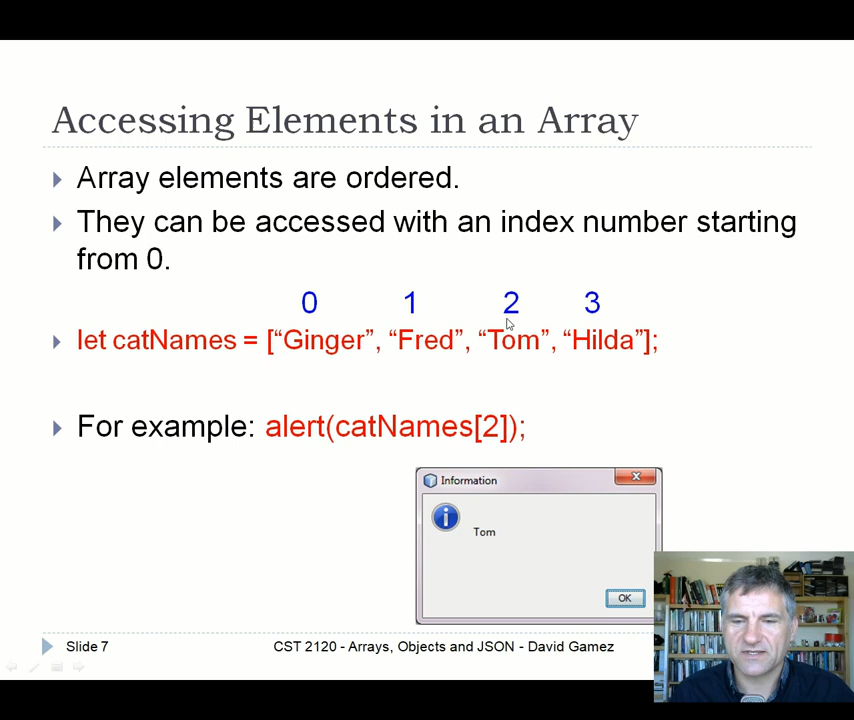 Accessing Elements in an Array
Array elements are ordered.
They can be accessed with an index number starting
from 0.
0 1 2 3
let catNames = [“Ginger”, “Fred”, “Tom”, “Hilda”];
For example: alert(catNames[2]);
Information
Tom
OK
Slide 7
CST 2120 - Arrays, Objects and JSON - David Gamez